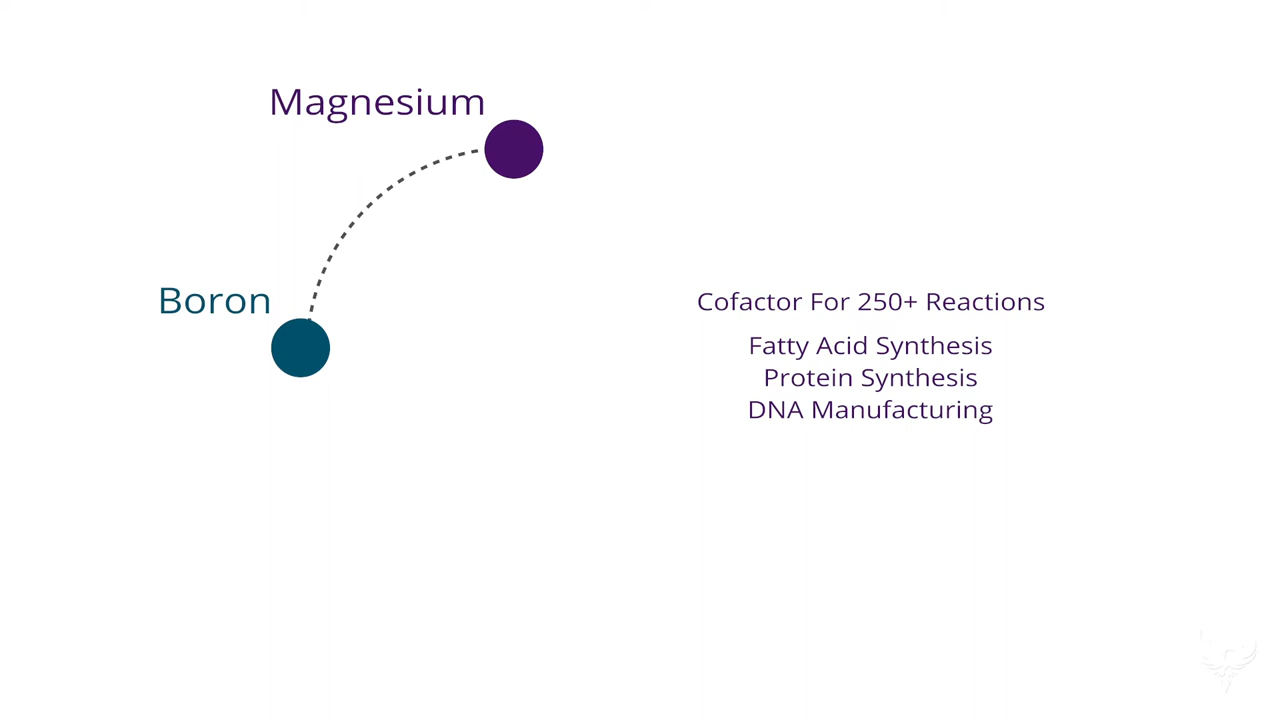 Magnesium
Boron
Cofactor For 250+ Reactions
Fatty Acid Synthesis
Protein Synthesis
DNA Manufacturing